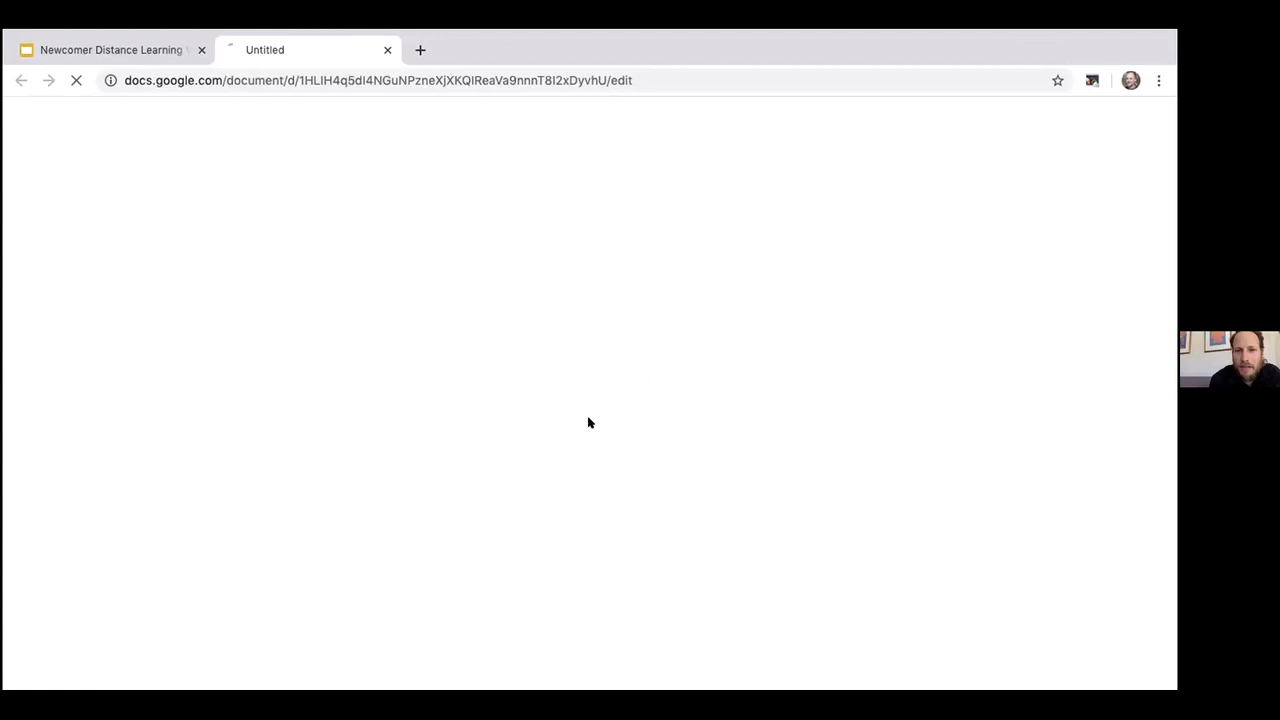 Newcomer Distance Learning
Untitled
docs.google.com/document/d/1HLIH4q5dI4NGuNPzneXjXKQIReaVa9nnnT8I2xDyvhU/edit